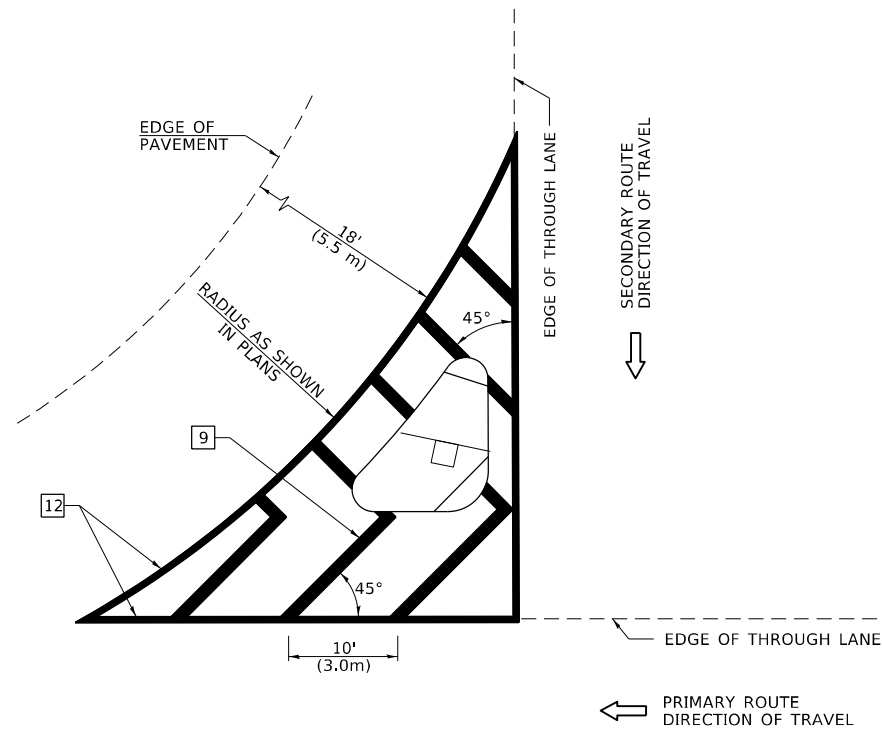 EDGE OF
PAVEMENT
18'
(5.5 m)
EDGE OF THROUGH LANE
SECONDARY ROUTE
DIRECTION OF TRAVEL
RADIUS AS SHOWN
IN PLANS
45°
9
12
45°
10'
(3.0m)
EDGE OF THROUGH LANE
PRIMARY ROUTE
DIRECTION OF TRAVEL